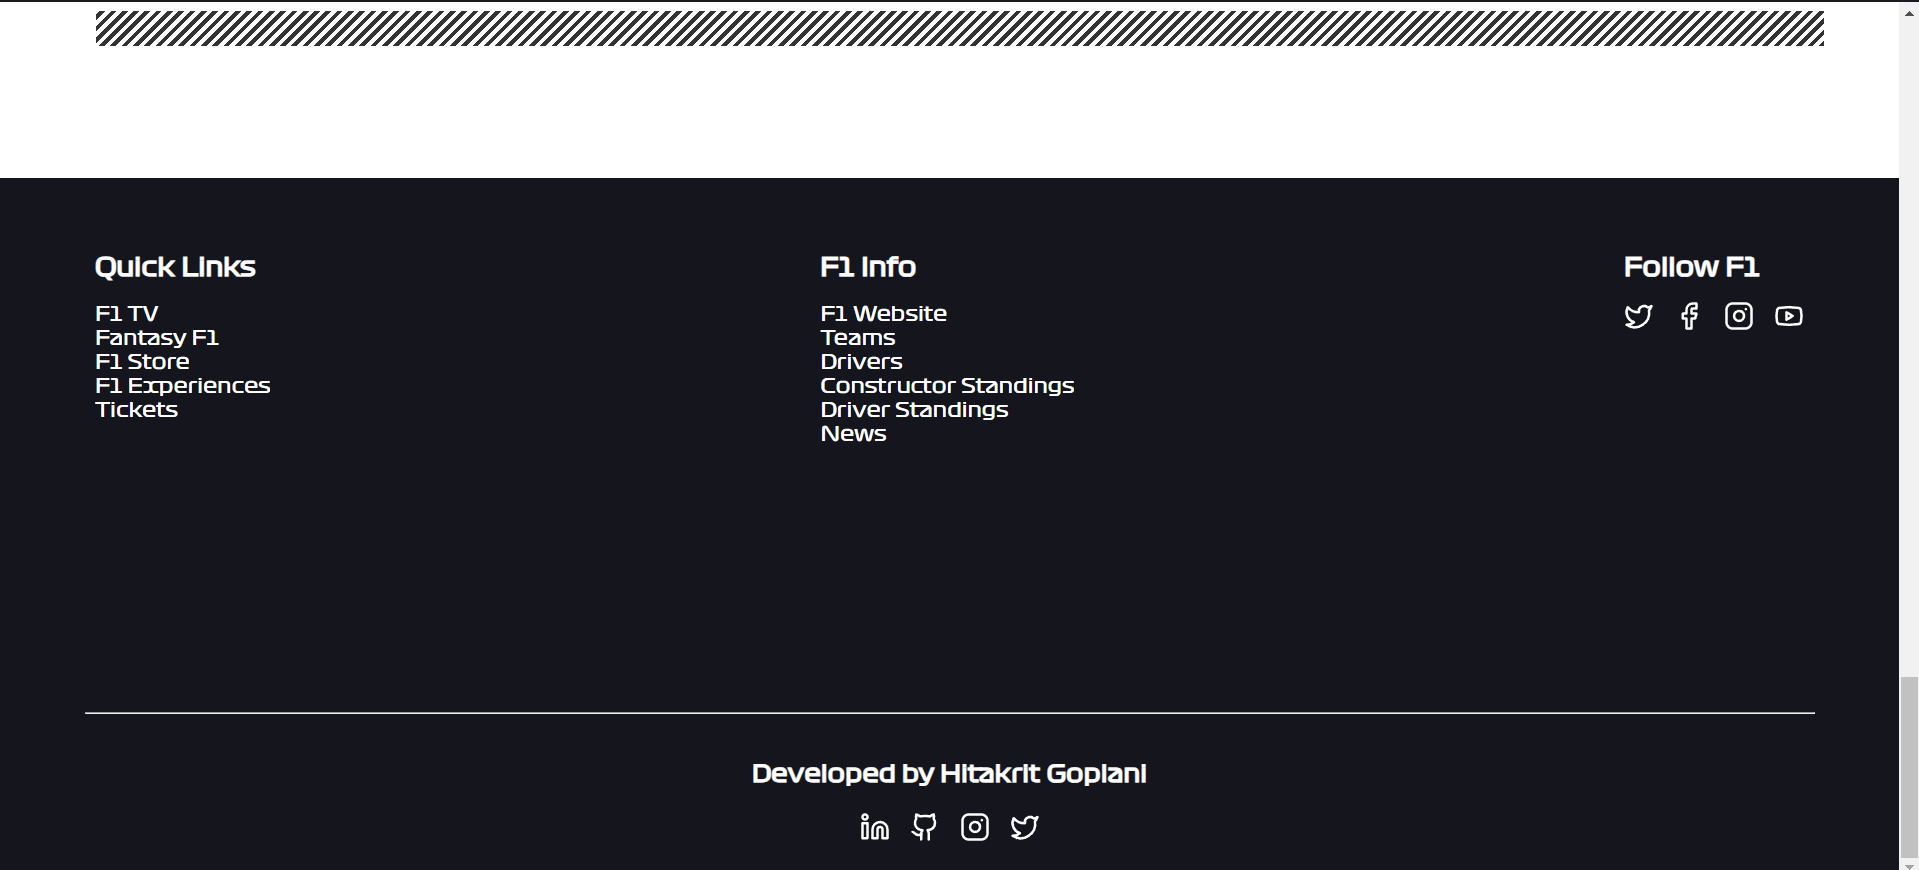 Quick Links
F1 TV
Fantasy F1
F1 Store
F1 Experiences
Tickets
F1 Info
F1 Website
Teams
Drivers
Constructor Standings
Driver Standings
News
Follow F1
Developed by Hitakrit Goplani